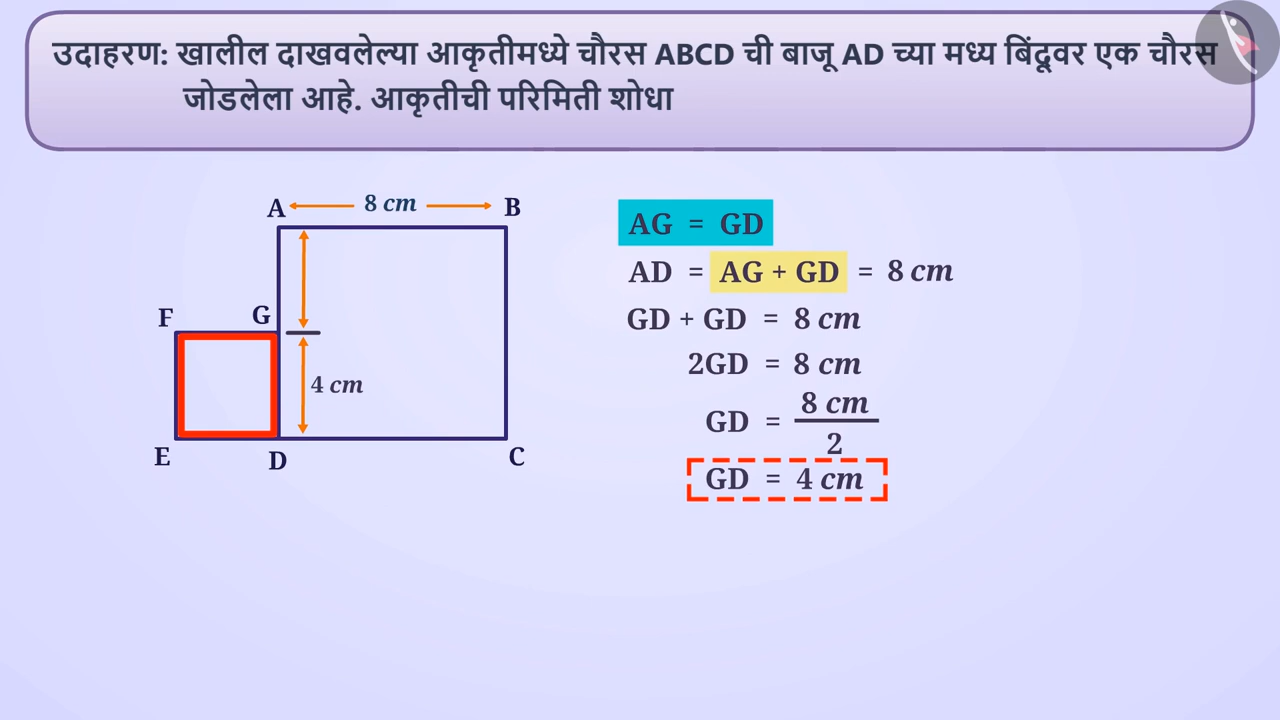 उदाहरण: खालील दाखवलेल्या आकृतीमध्ये चौरस ABCD ची बाजू AD च्या मध्य बिंदूवर एक चौरस
जोडलेला आहे. आकृतीची परिमिती शोधा
A 8 cm B
F G
4 cm
E D C
AG = GD
AD = AG + GD = 8 cm
GD + GD = 8 cm
2GD = 8 cm
GD = 8 cm
2
GD = 4 cm